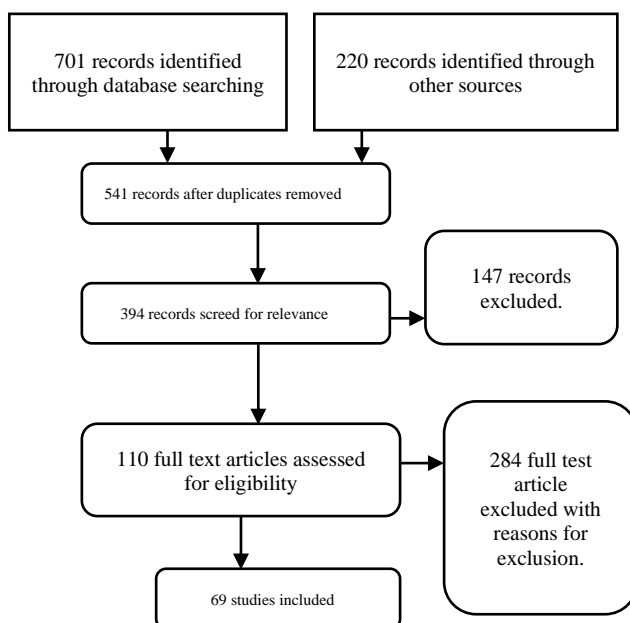 701 records identified
through database searching
220 records identified through
other sources
541 records after duplicates removed
147 records
excluded.
394 records screed for relevance
110 full text articles assessed
for eligibility
284 full test
article
excluded with
reasons for
exclusion.
69 studies included